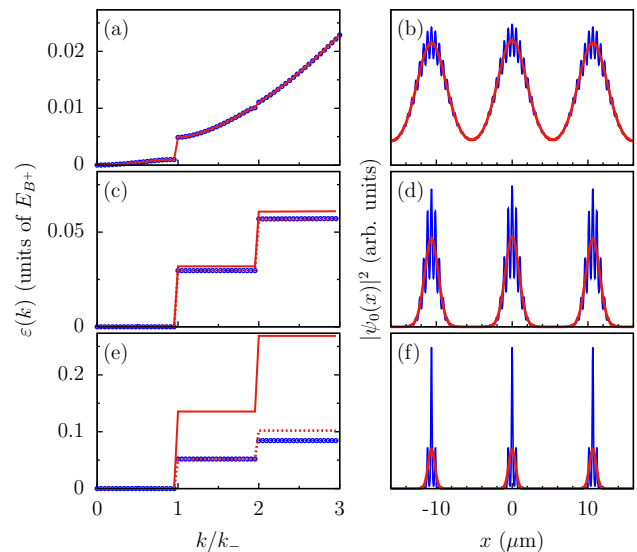 (a)
(b)
0.02
0.01
0
ε(k) (units of E_{B+})
|ψ_0(x)|^2 (arb. units)
(c)
(d)
0.05
0
(e)
(f)
0.2
0.1
0
0 1 2 3
-10 0 10
k/k_−
x (μm)